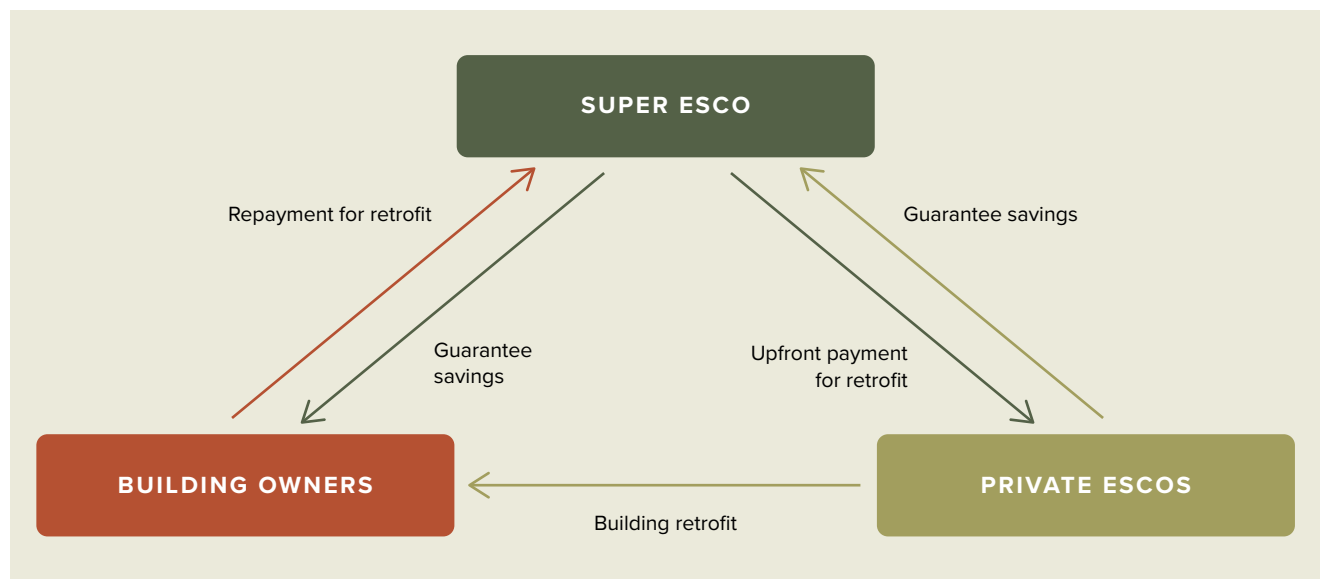 SUPER ESCO
Repayment for retrofit
Guarantee savings
Guarantee
savings
Upfront payment
for retrofit
BUILDING OWNERS
PRIVATE ESCOS
Building retrofit